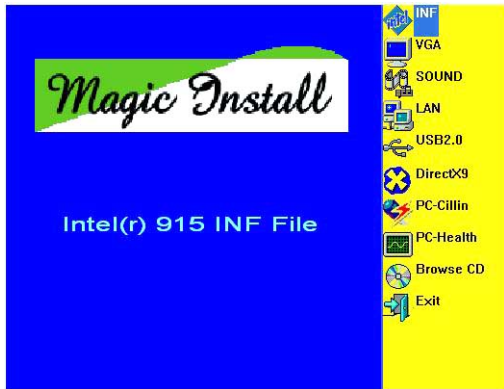 Magic Install
Intel(r) 915 INF File
intel
INF
VGA
SOUND
LAN
USB2.0
DirectX9
PC-Cillin
PC-Health
Browse CD
Exit